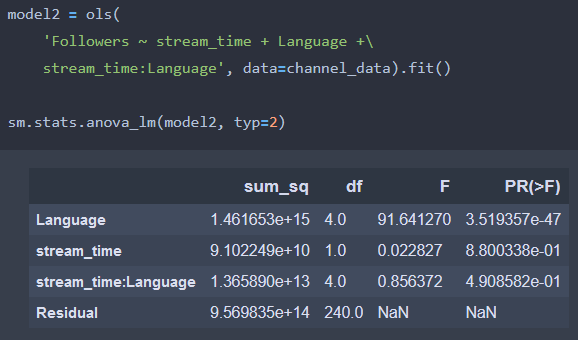 model2 = ols(
'Followers ~ stream_time + Language +\
stream_time:Language', data=channel_data).fit()
sm.stats.anova_lm(model2, typ=2)
sum_sq df F PR(>F)
Language 1.461653e+15 4.0 91.641270 3.519357e-47
stream_time 9.102249e+10 1.0 0.022827 8.800338e-01
stream_time:Language 1.365890e+13 4.0 0.856372 4.908582e-01
Residual 9.569835e+14 240.0 NaN NaN